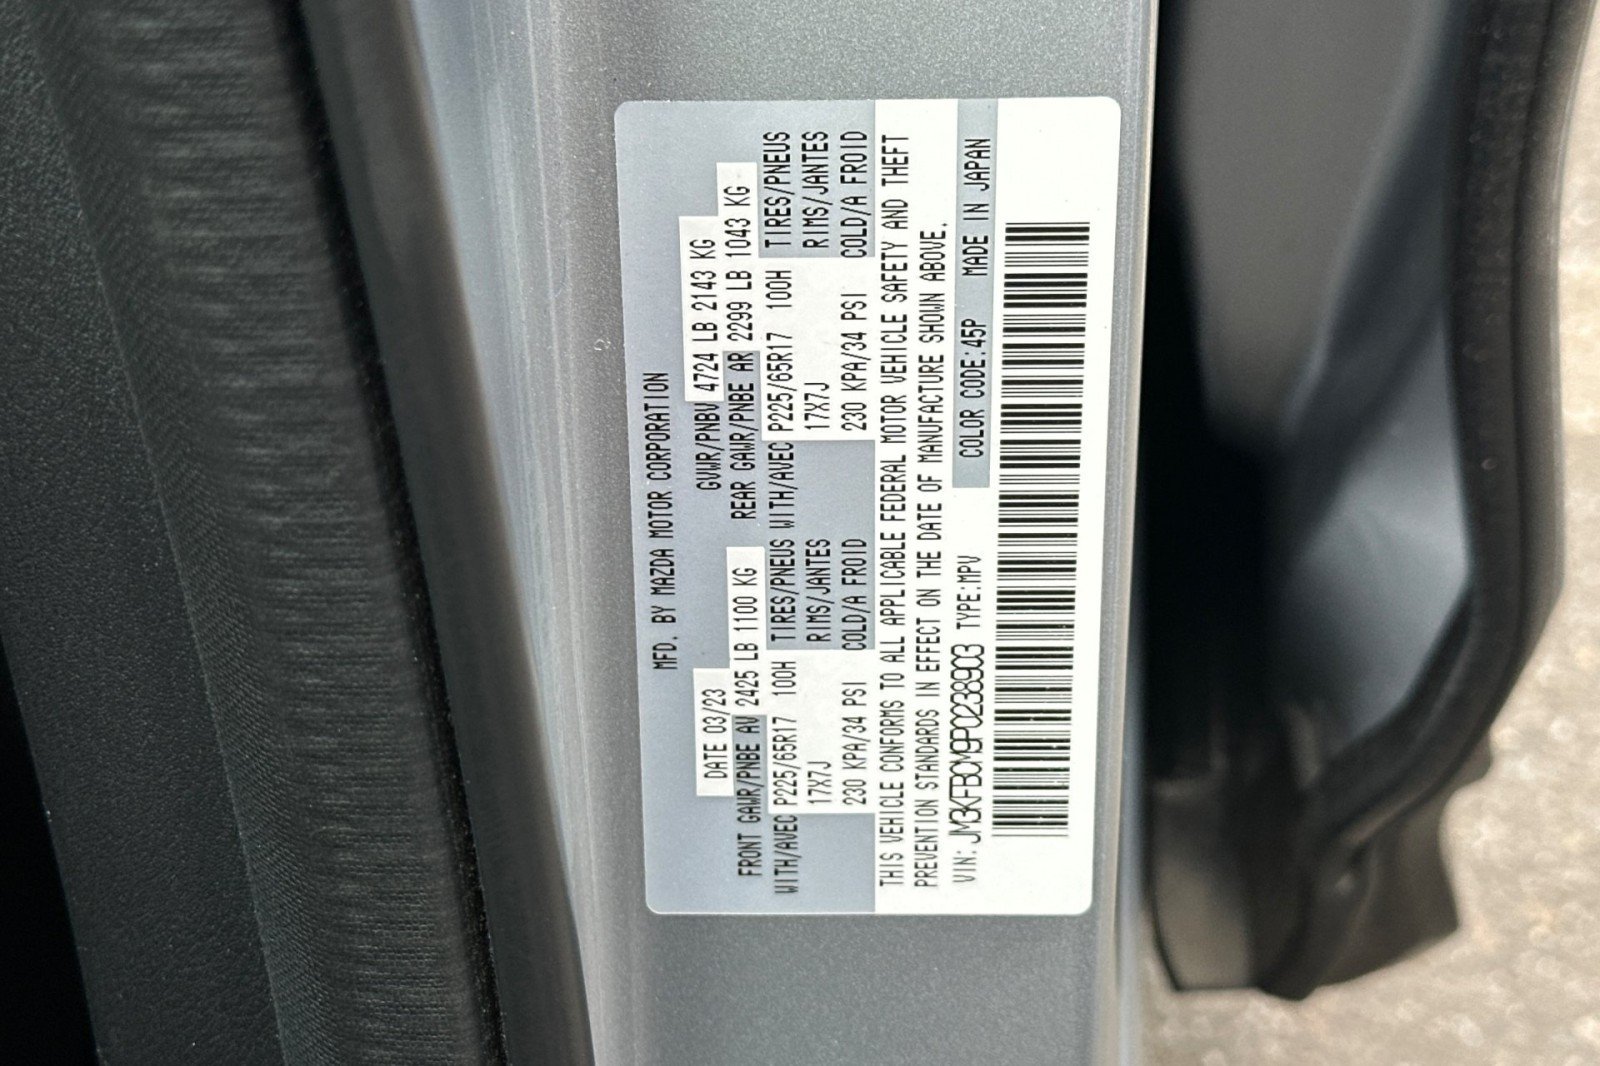 MFD. BY MAZDA MOTOR CORPORATION
DATE 03/23 GVWR/PNBV 4724 LB 2143 KG
FRONT GAWR/PNBE AV 2425 LB 1100 KG REAR GAWR/PNBE AR 2299 LB 1043 KG
WITH/AVEC P225/65R17 100H TIRES/PNEUS WITH/AVEC P225/65R17 100H TIRES/PNEUS
17X7J RIMS/JANTES 17X7J RIMS/JANTES
230 KPA/34 PSI COLD/A FROID 230 KPA/34 PSI COLD/A FROID
THIS VEHICLE CONFORMS TO ALL APPLICABLE FEDERAL MOTOR VEHICLE SAFETY AND THEFT
PREVENTION STANDARDS IN EFFECT ON THE DATE OF MANUFACTURE SHOWN ABOVE.
VIN: JM3KFBCM9P0238903 TYPE:MPV COLOR CODE:45P MADE IN JAPAN